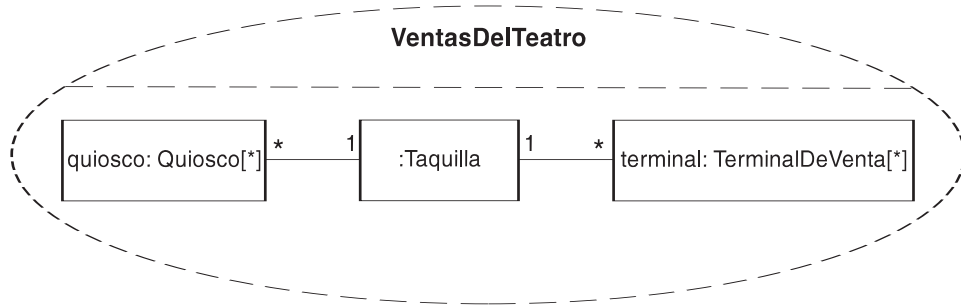 VentasDelTeatro
quiosco: Quiosco[*] * 1 :Taquilla 1 * terminal: TerminalDeVenta[*]